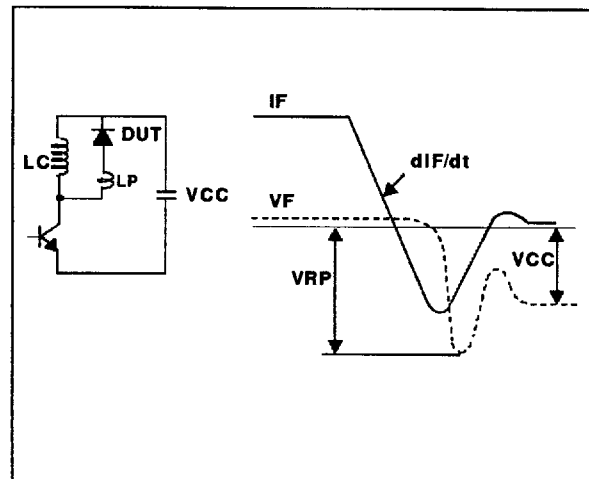 IF
DUT
dIF/dt
LC
LP
VCC
VF
VRP
VCC